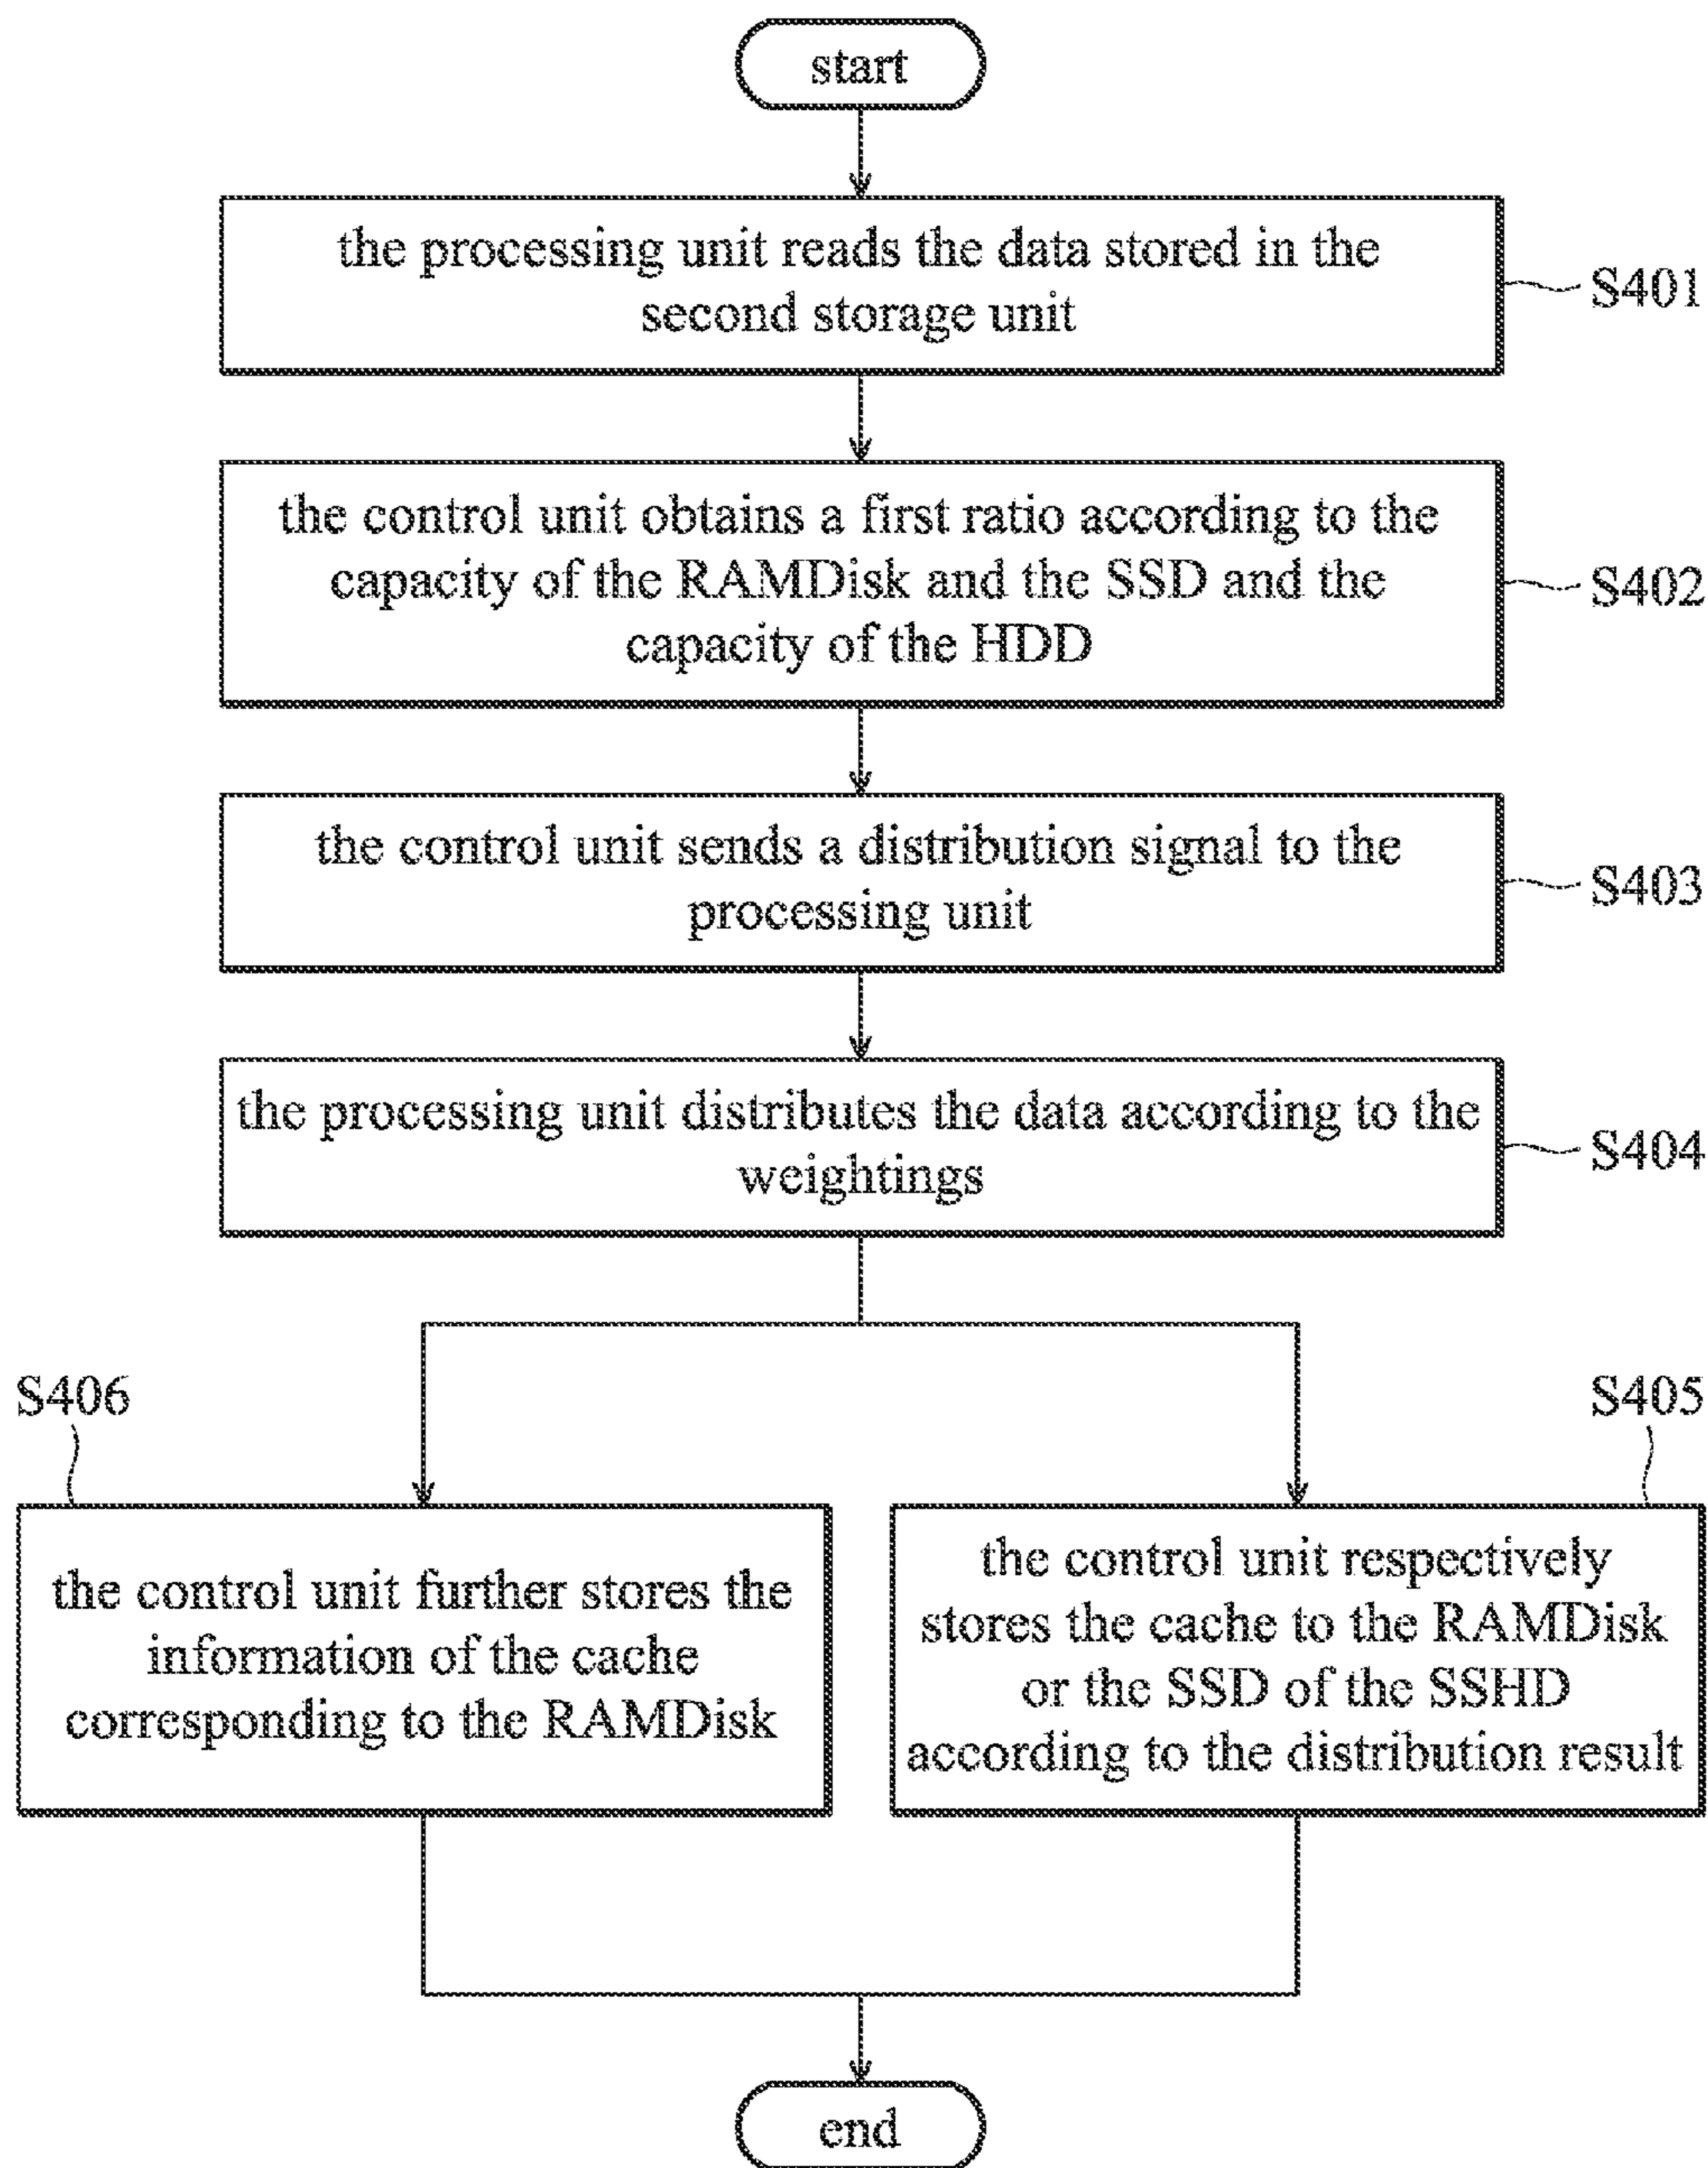 start
the processing unit reads the data stored in the
second storage unit
S401
the control unit obtains a first ratio according to the
capacity of the RAMDisk and the SSD and the
capacity of the HDD
S402
the control unit sends a distribution signal to the
processing unit
S403
the processing unit distributes the data according to the
weightings
S404
S406
the control unit further stores the
information of the cache
corresponding to the RAMDisk
S405
the control unit respectively
stores the cache to the RAMDisk
or the SSD of the SSHD
according to the distribution result
end